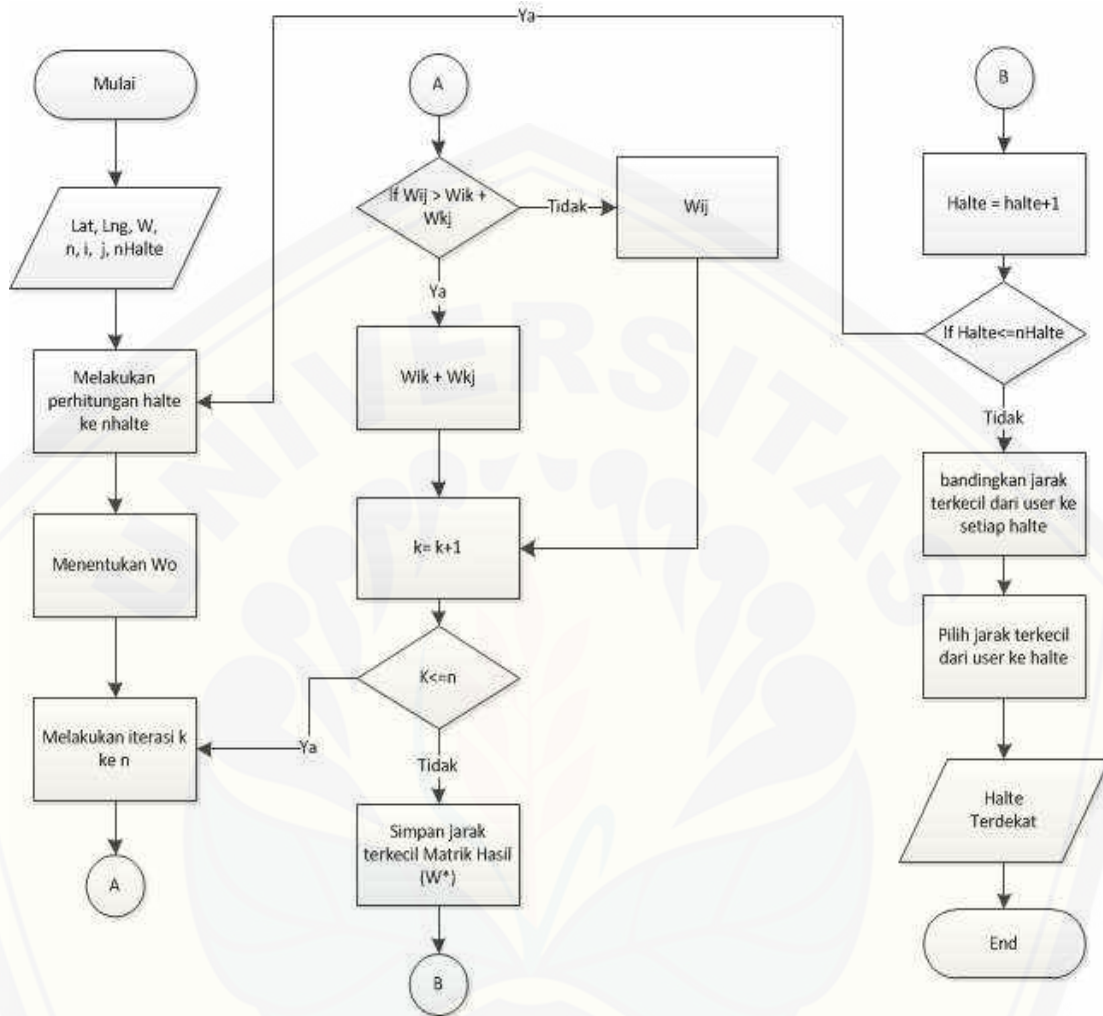 Ya
Mulai
Lat, Lng, W,
n, i, j, nHalte
Melakukan
perhitungan halte
ke nhalte
Menentukan Wo
Melakukan iterasi k
ke n
A
A
If Wij > Wik +
Wkj
Tidak
Wij
Ya
Wik + Wkj
k= k+1
K<=n
Ya
Tidak
Simpan jarak
terkecil Matrik Hasil
(W*)
B
B
Halte = halte+1
If Halte<=nHalte
Tidak
bandingkan jarak
terkecil dari user ke
setiap halte
Pilih jarak terkecil
dari user ke halte
Halte
Terdekat
End
UNIVERSITAS